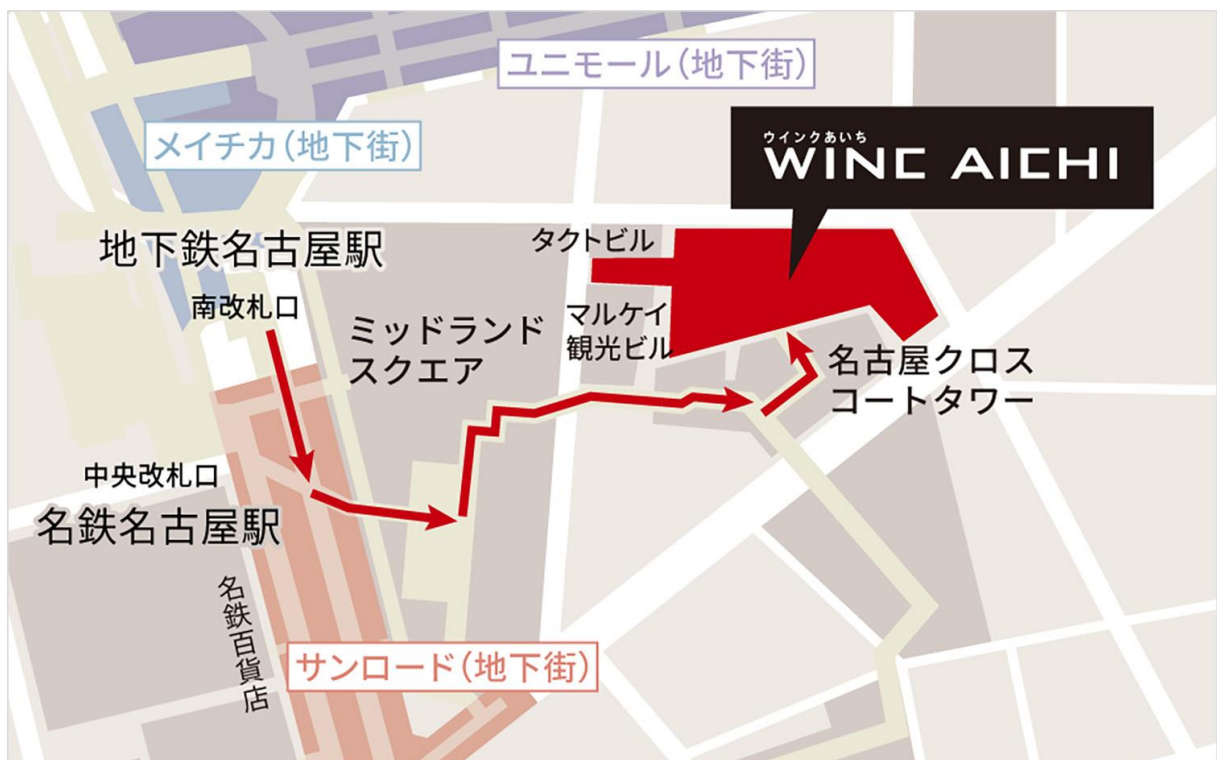 ユニモール(地下街)
メイチカ(地下街)
ウインクあいち
WINC AICHI
地下鉄名古屋駅
南改札口
タクトビル
ミッドランド
スクエア
マルケイ
観光ビル
名古屋クロス
コートタワー
中央改札口
名鉄名古屋駅
名鉄百貨店
サンロード(地下街)